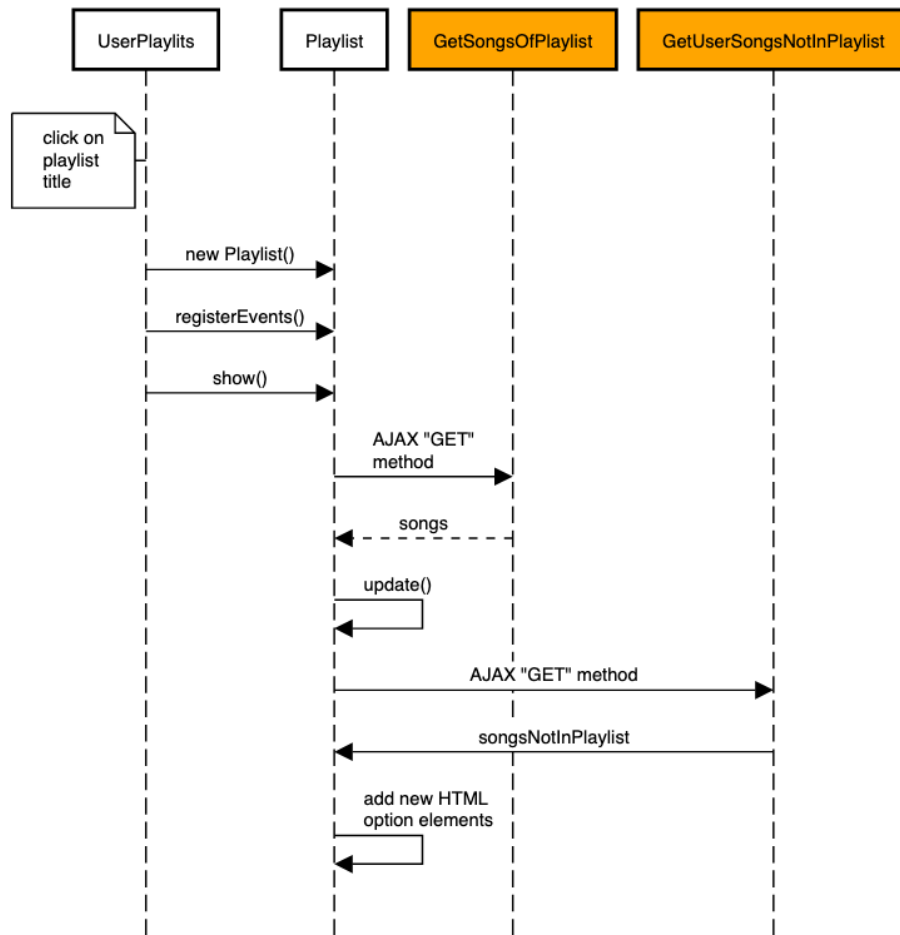 UserPlaylits
Playlist
GetSongsOfPlaylist
GetUserSongsNotInPlaylist
click on
playlist
title
new Playlist()
registerEvents()
show()
AJAX "GET"
method
songs
update()
AJAX "GET" method
songsNotInPlaylist
add new HTML
option elements